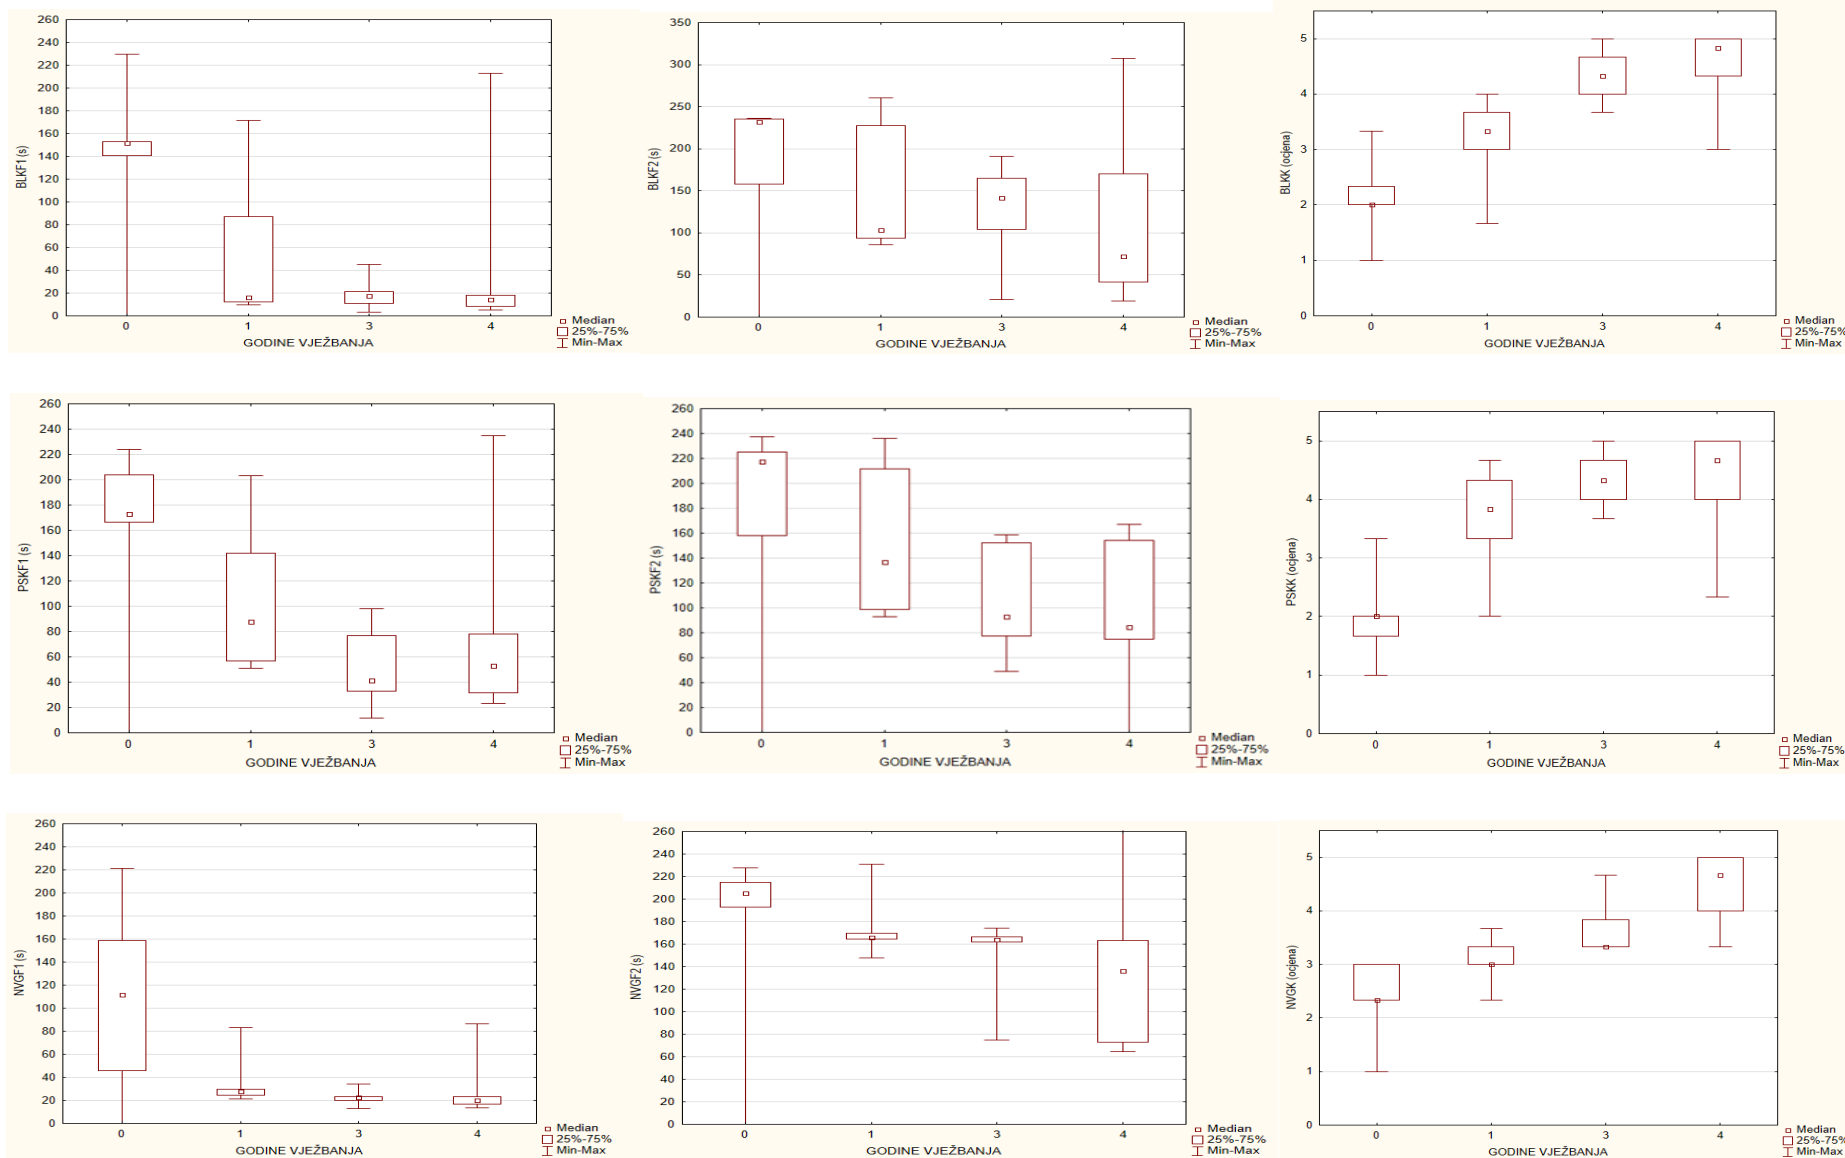 260
240
220
200
180
160
140
120
100
80
60
40
20
0
BLKF1 (s)
0 1 3 4
GODINE VJEŽBANJA
Median
25%-75%
Min-Max
350
300
250
200
150
100
50
0
BLKF2 (s)
0 1 3 4
GODINE VJEŽBANJA
Median
25%-75%
Min-Max
5
4
3
2
1
BLKK (ocjena)
0 1 3 4
GODINE VJEŽBANJA
Median
25%-75%
Min-Max
260
240
220
200
180
160
140
120
100
80
60
40
20
0
PSKF1 (s)
0 1 3 4
GODINE VJEŽBANJA
Median
25%-75%
Min-Max
260
240
220
200
180
160
140
120
100
80
60
40
20
0
PSKF2 (s)
0 1 3 4
GODINE VJEŽBANJA
Median
25%-75%
Min-Max
5
4
3
2
1
PSKK (ocjena)
0 1 3 4
GODINE VJEŽBANJA
Median
25%-75%
Min-Max
260
240
220
200
180
160
140
120
100
80
60
40
20
0
NVGF1 (s)
0 1 3 4
GODINE VJEŽBANJA
Median
25%-75%
Min-Max
260
240
220
200
180
160
140
120
100
80
60
40
20
0
NVGF2 (s)
0 1 3 4
GODINE VJEŽBANJA
Median
25%-75%
Min-Max
5
4
3
2
1
NVGK (ocjena)
0 1 3 4
GODINE VJEŽBANJA
Median
25%-75%
Min-Max